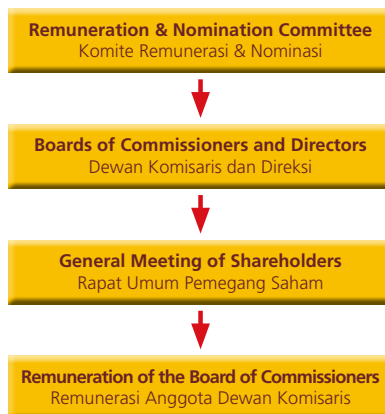 Remuneration & Nomination Committee
Komite Remunerasi & Nominasi
Boards of Commissioners and Directors
Dewan Komisaris dan Direksi
General Meeting of Shareholders
Rapat Umum Pemegang Saham
Remuneration of the Board of Commissioners
Remunerasi Anggota Dewan Komisaris